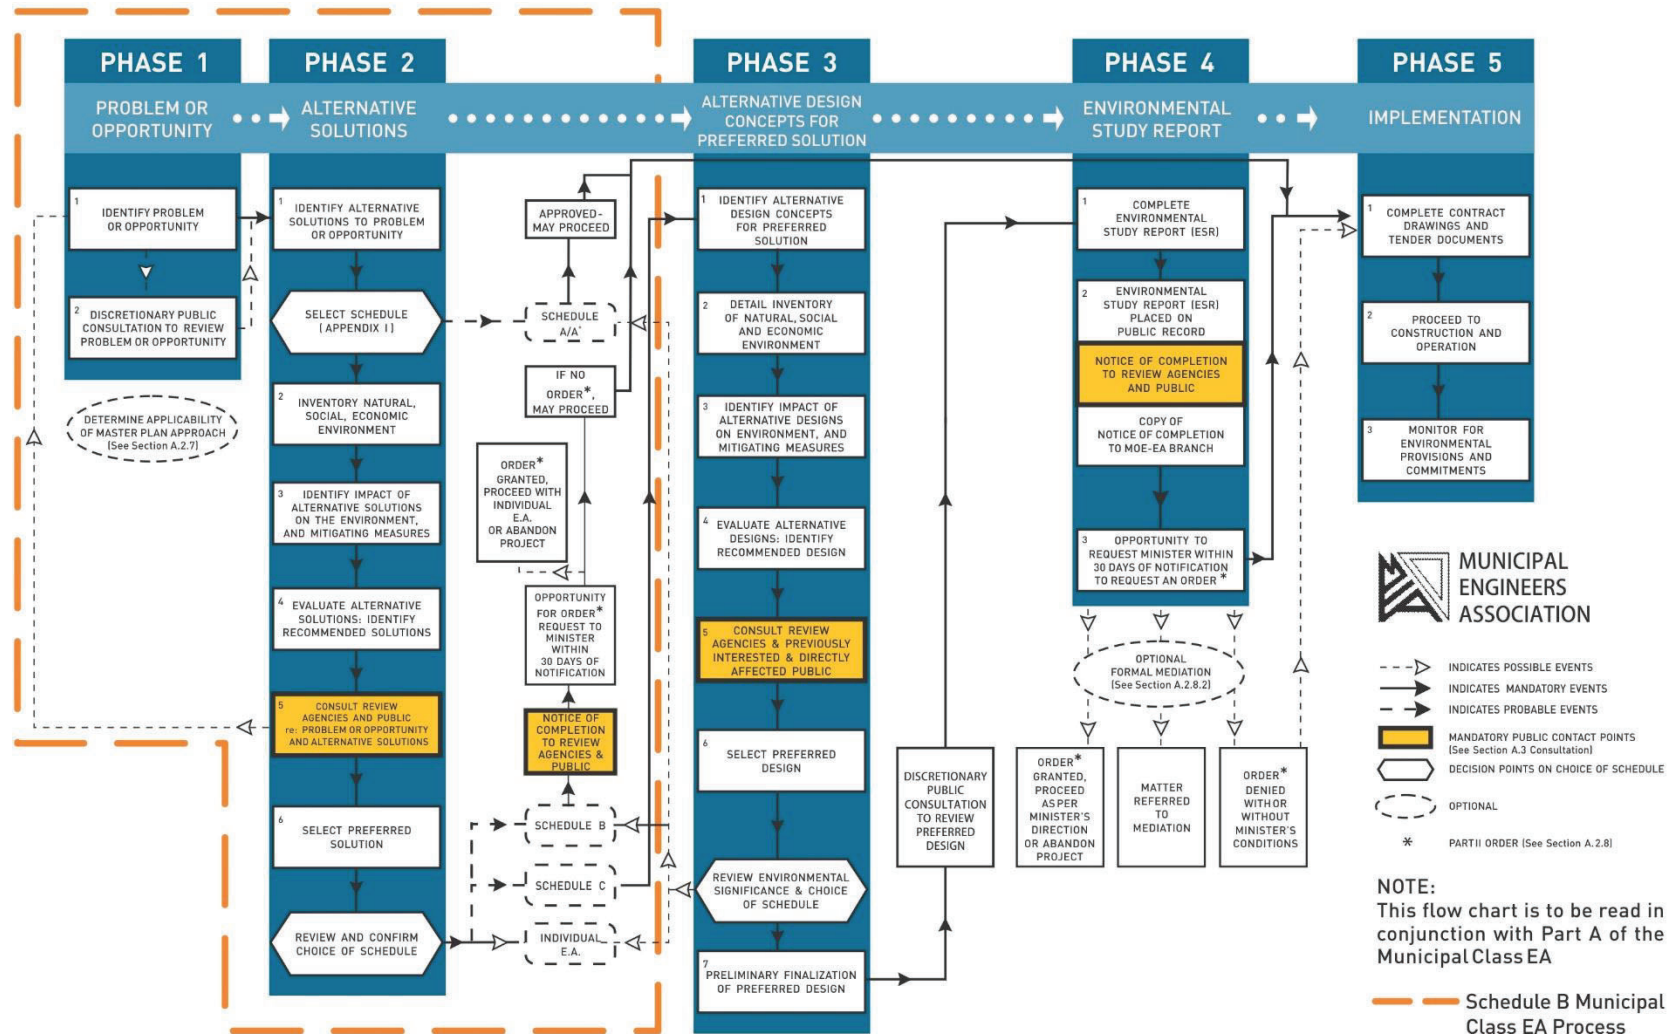 PHASE 1
PROBLEM OR
OPPORTUNITY
1
IDENTIFY PROBLEM
OR OPPORTUNITY
2
DISCRETIONARY PUBLIC
CONSULTATION TO REVIEW
PROBLEM OR OPPORTUNITY
DETERMINE APPLICABILITY
OF MASTER PLAN APPROACH
(See Section A.2.7)
PHASE 2
ALTERNATIVE
SOLUTIONS
1
IDENTIFY ALTERNATIVE
SOLUTIONS TO PROBLEM
OR OPPORTUNITY
SELECT SCHEDULE
(APPENDIX I)
2
INVENTORY NATURAL,
SOCIAL, ECONOMIC
ENVIRONMENT
3
IDENTIFY IMPACT OF
ALTERNATIVE SOLUTIONS
ON THE ENVIRONMENT,
AND MITIGATING MEASURES
4
EVALUATE ALTERNATIVE
SOLUTIONS: IDENTIFY
RECOMMENDED SOLUTIONS
5
CONSULT REVIEW
AGENCIES AND PUBLIC
re: PROBLEM OR OPPORTUNITY
AND ALTERNATIVE SOLUTIONS
6
SELECT PREFERRED
SOLUTION
REVIEW AND CONFIRM
CHOICE OF SCHEDULE
APPROVED-
MAY PROCEED
SCHEDULE
A/A+
IF NO
ORDER*,
MAY PROCEED
ORDER*
GRANTED,
PROCEED WITH
INDIVIDUAL
E.A.
OR ABANDON
PROJECT
OPPORTUNITY
FOR ORDER*
REQUEST TO
MINISTER
WITHIN
30 DAYS OF
NOTIFICATION
NOTICE OF
COMPLETION
TO REVIEW
AGENCIES &
PUBLIC
SCHEDULE B
SCHEDULE C
INDIVIDUAL
E.A.
PHASE 3
ALTERNATIVE DESIGN
CONCEPTS FOR
PREFERRED SOLUTION
1
IDENTIFY ALTERNATIVE
DESIGN CONCEPTS
FOR PREFERRED
SOLUTION
2
DETAIL INVENTORY
OF NATURAL, SOCIAL
AND ECONOMIC
ENVIRONMENT
3
IDENTIFY IMPACT OF
ALTERNATIVE DESIGNS
ON ENVIRONMENT, AND
MITIGATING MEASURES
4
EVALUATE ALTERNATIVE
DESIGNS: IDENTIFY
RECOMMENDED DESIGN
5
CONSULT REVIEW
AGENCIES & PREVIOUSLY
INTERESTED & DIRECTLY
AFFECTED PUBLIC
6
SELECT PREFERRED
DESIGN
REVIEW ENVIRONMENTAL
SIGNIFICANCE & CHOICE
OF SCHEDULE
7
PRELIMINARY FINALIZATION
OF PREFERRED DESIGN
DISCRETIONARY
PUBLIC
CONSULTATION
TO REVIEW
PREFERRED
DESIGN
PHASE 4
ENVIRONMENTAL
STUDY REPORT
1
COMPLETE
ENVIRONMENTAL
STUDY REPORT (ESR)
2
ENVIRONMENTAL
STUDY REPORT (ESR)
PLACED ON
PUBLIC RECORD
NOTICE OF COMPLETION
TO REVIEW AGENCIES
AND PUBLIC
COPY OF
NOTICE OF COMPLETION
TO MOE-EA BRANCH
3
OPPORTUNITY TO
REQUEST MINISTER WITHIN
30 DAYS OF NOTIFICATION
TO REQUEST AN ORDER*
OPTIONAL
FORMAL MEDIATION
(See Section A.2.8.2)
ORDER*
GRANTED,
PROCEED
AS PER
MINISTER'S
DIRECTION
OR ABANDON
PROJECT
MATTER
REFERRED
TO
MEDIATION
ORDER*
DENIED
WITH OR
WITHOUT
MINISTER'S
CONDITIONS
PHASE 5
IMPLEMENTATION
1
COMPLETE CONTRACT
DRAWINGS AND
TENDER DOCUMENTS
2
PROCEED TO
CONSTRUCTION AND
OPERATION
3
MONITOR FOR
ENVIRONMENTAL
PROVISIONS AND
COMMITMENTS
MUNICIPAL
ENGINEERS
ASSOCIATION
INDICATES POSSIBLE EVENTS
INDICATES MANDATORY EVENTS
INDICATES PROBABLE EVENTS
MANDATORY PUBLIC CONTACT POINTS
(See Section A.3 Consultation)
DECISION POINTS ON CHOICE OF SCHEDULE
OPTIONAL
* PART II ORDER (See Section A.2.8)
NOTE:
This flow chart is to be read in
conjunction with Part A of the
Municipal Class EA
Schedule B Municipal
Class EA Process